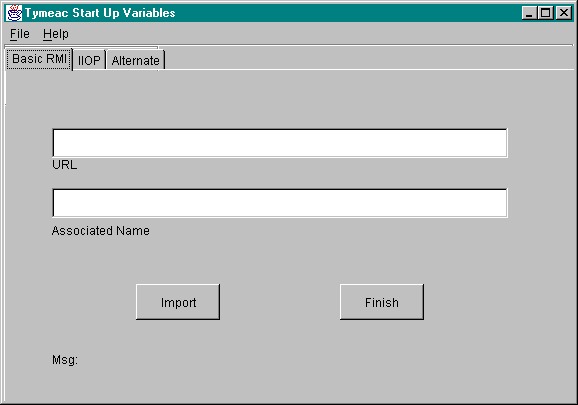 Tymeac Start Up Variables
File Help
Basic RMI IIOP Alternate
URL
Associated Name
Import Finish
Msg: